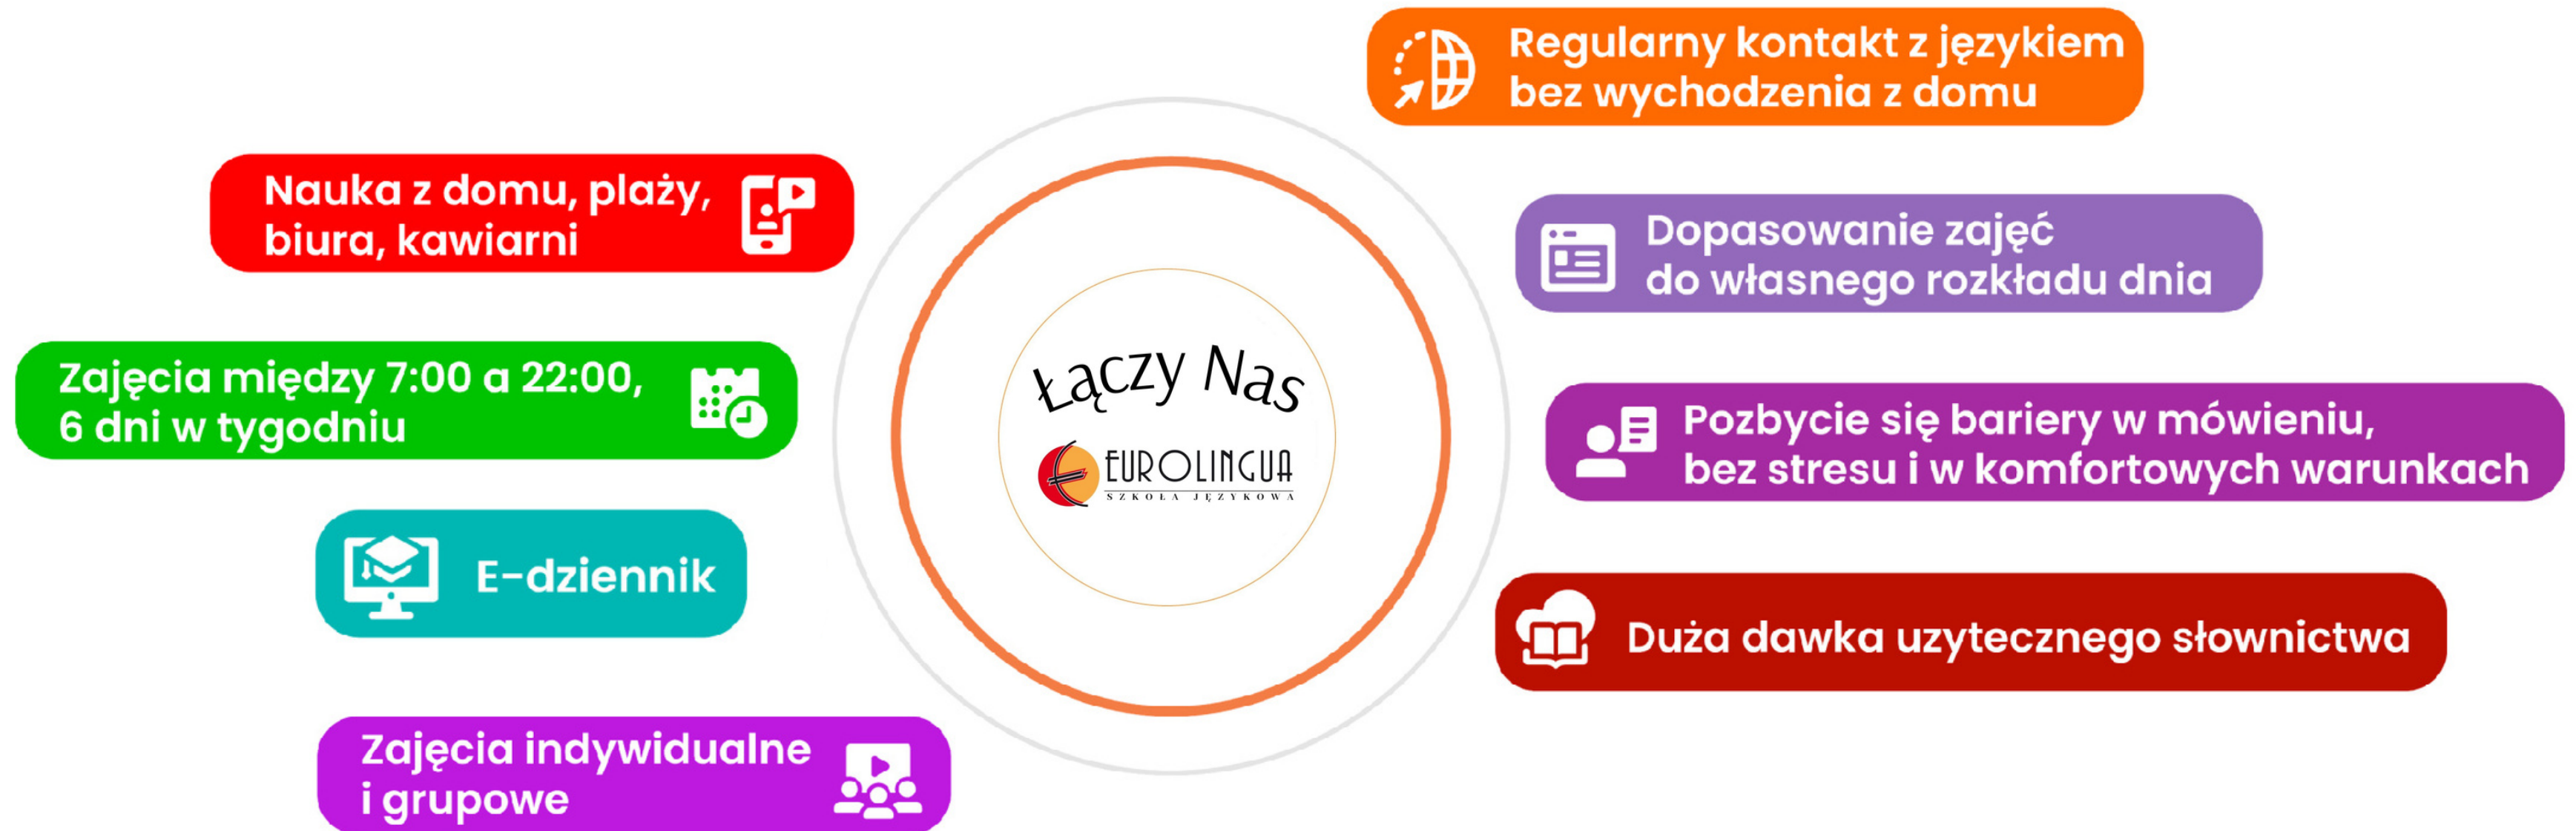 Nauka z domu, plaży,
biura, kawiarni
Zajęcia między 7:00 a 22:00,
6 dni w tygodniu
E-dziennik
Zajęcia indywidualne
i grupowe
Łączy Nas
EUROLINGUA
SZKOŁA JĘZYKOWA
Regularny kontakt z językiem
bez wychodzenia z domu
Dopasowanie zajęć
do własnego rozkładu dnia
Pozbycie się bariery w mówieniu,
bez stresu i w komfortowych warunkach
Duża dawka uzytecznego słownictwa